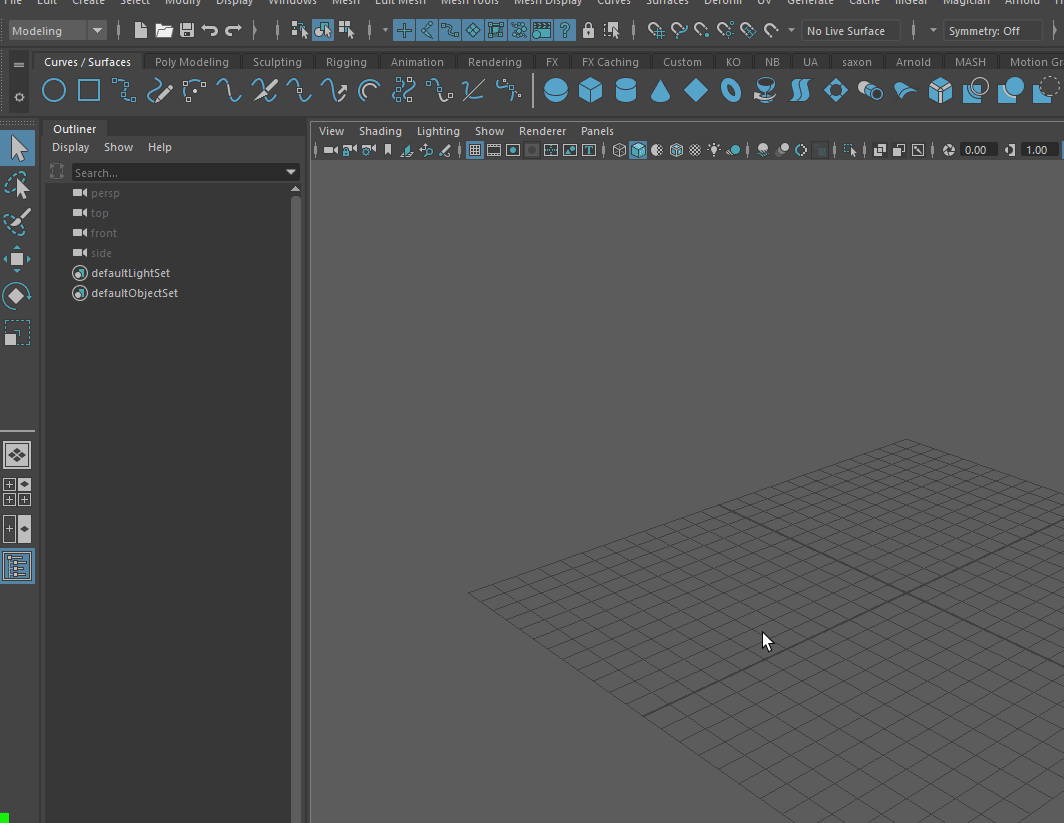 File Edit Create Select Modify Display Windows Mesh Edit Mesh Mesh Tools Mesh Display Curves Surfaces Deform UV Generate Cache Magician Arnold
Modeling No Live Surface Symmetry: Off
Curves / Surfaces Poly Modeling Sculpting Rigging Animation Rendering FX FX Caching Custom KO NB UA saxon Arnold MASH Motion Gr
Outliner
Display Show Help
Search...
persp
top
front
side
defaultLightSet
defaultObjectSet
View Shading Lighting Show Renderer Panels
0.00 1.00